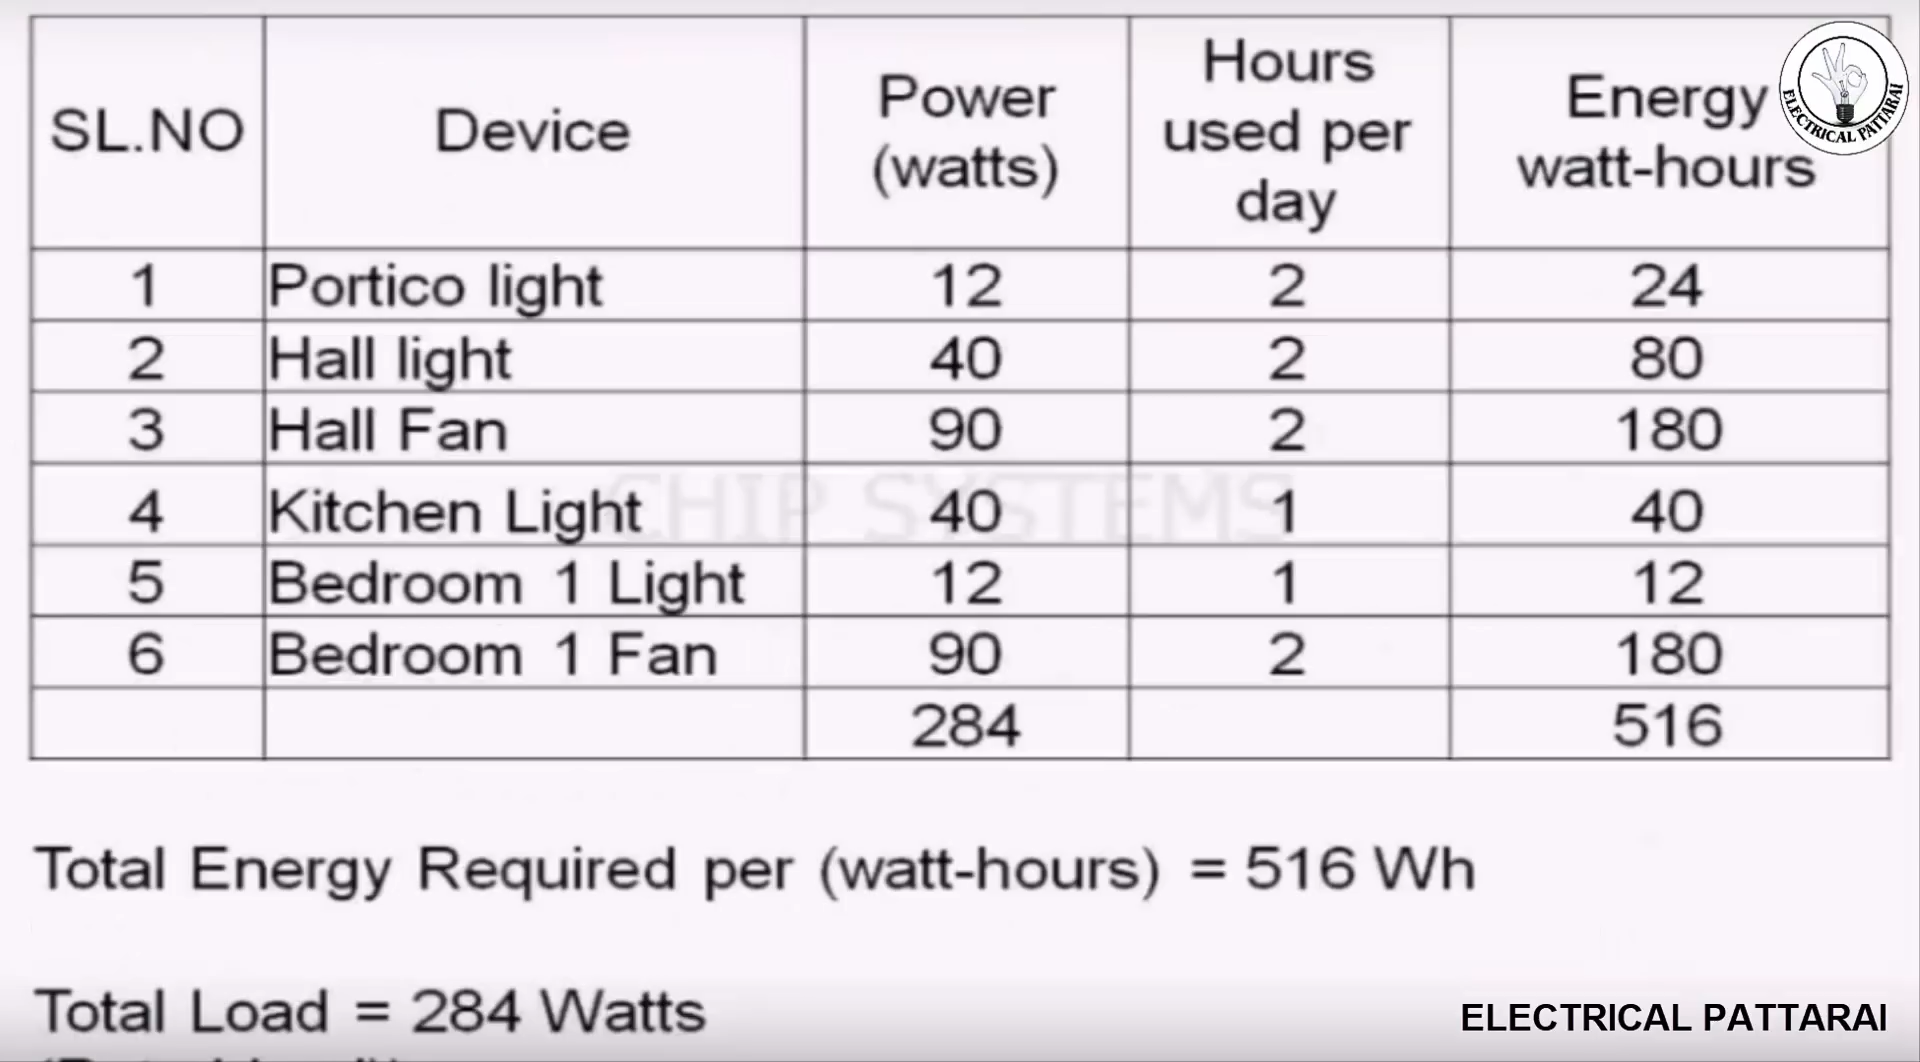 SL.NO Device Power (watts) Hours used per day Energy watt-hours
1 Portico light 12 2 24
2 Hall light 40 2 80
3 Hall Fan 90 2 180
4 Kitchen Light 40 1 40
5 Bedroom 1 Light 12 1 12
6 Bedroom 1 Fan 90 2 180
284 516
CHIP SYSTEMS
Total Energy Required per (watt-hours) = 516 Wh
Total Load = 284 Watts
ELECTRICAL PATTARAI
ELECTRICAL PATTARAI